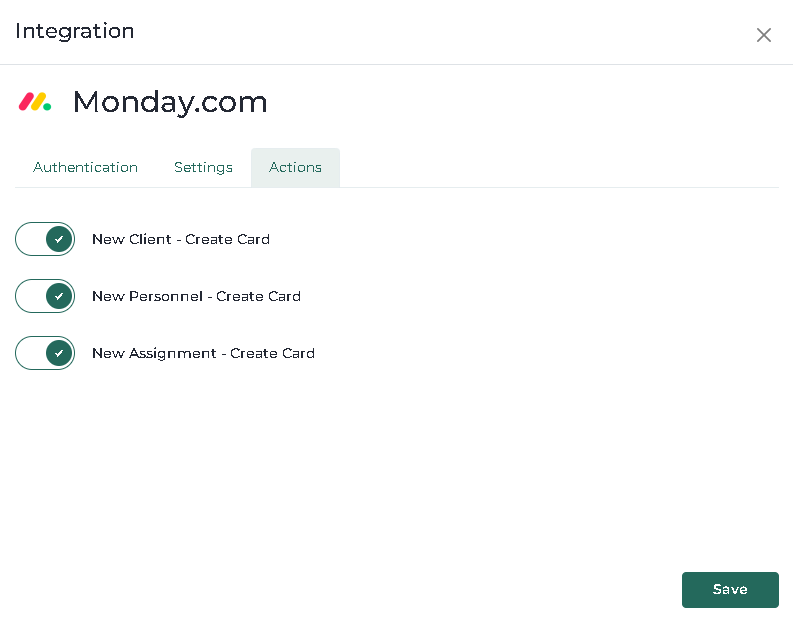 Integration
Monday.com
Authentication Settings Actions
New Client - Create Card
New Personnel - Create Card
New Assignment - Create Card
Save